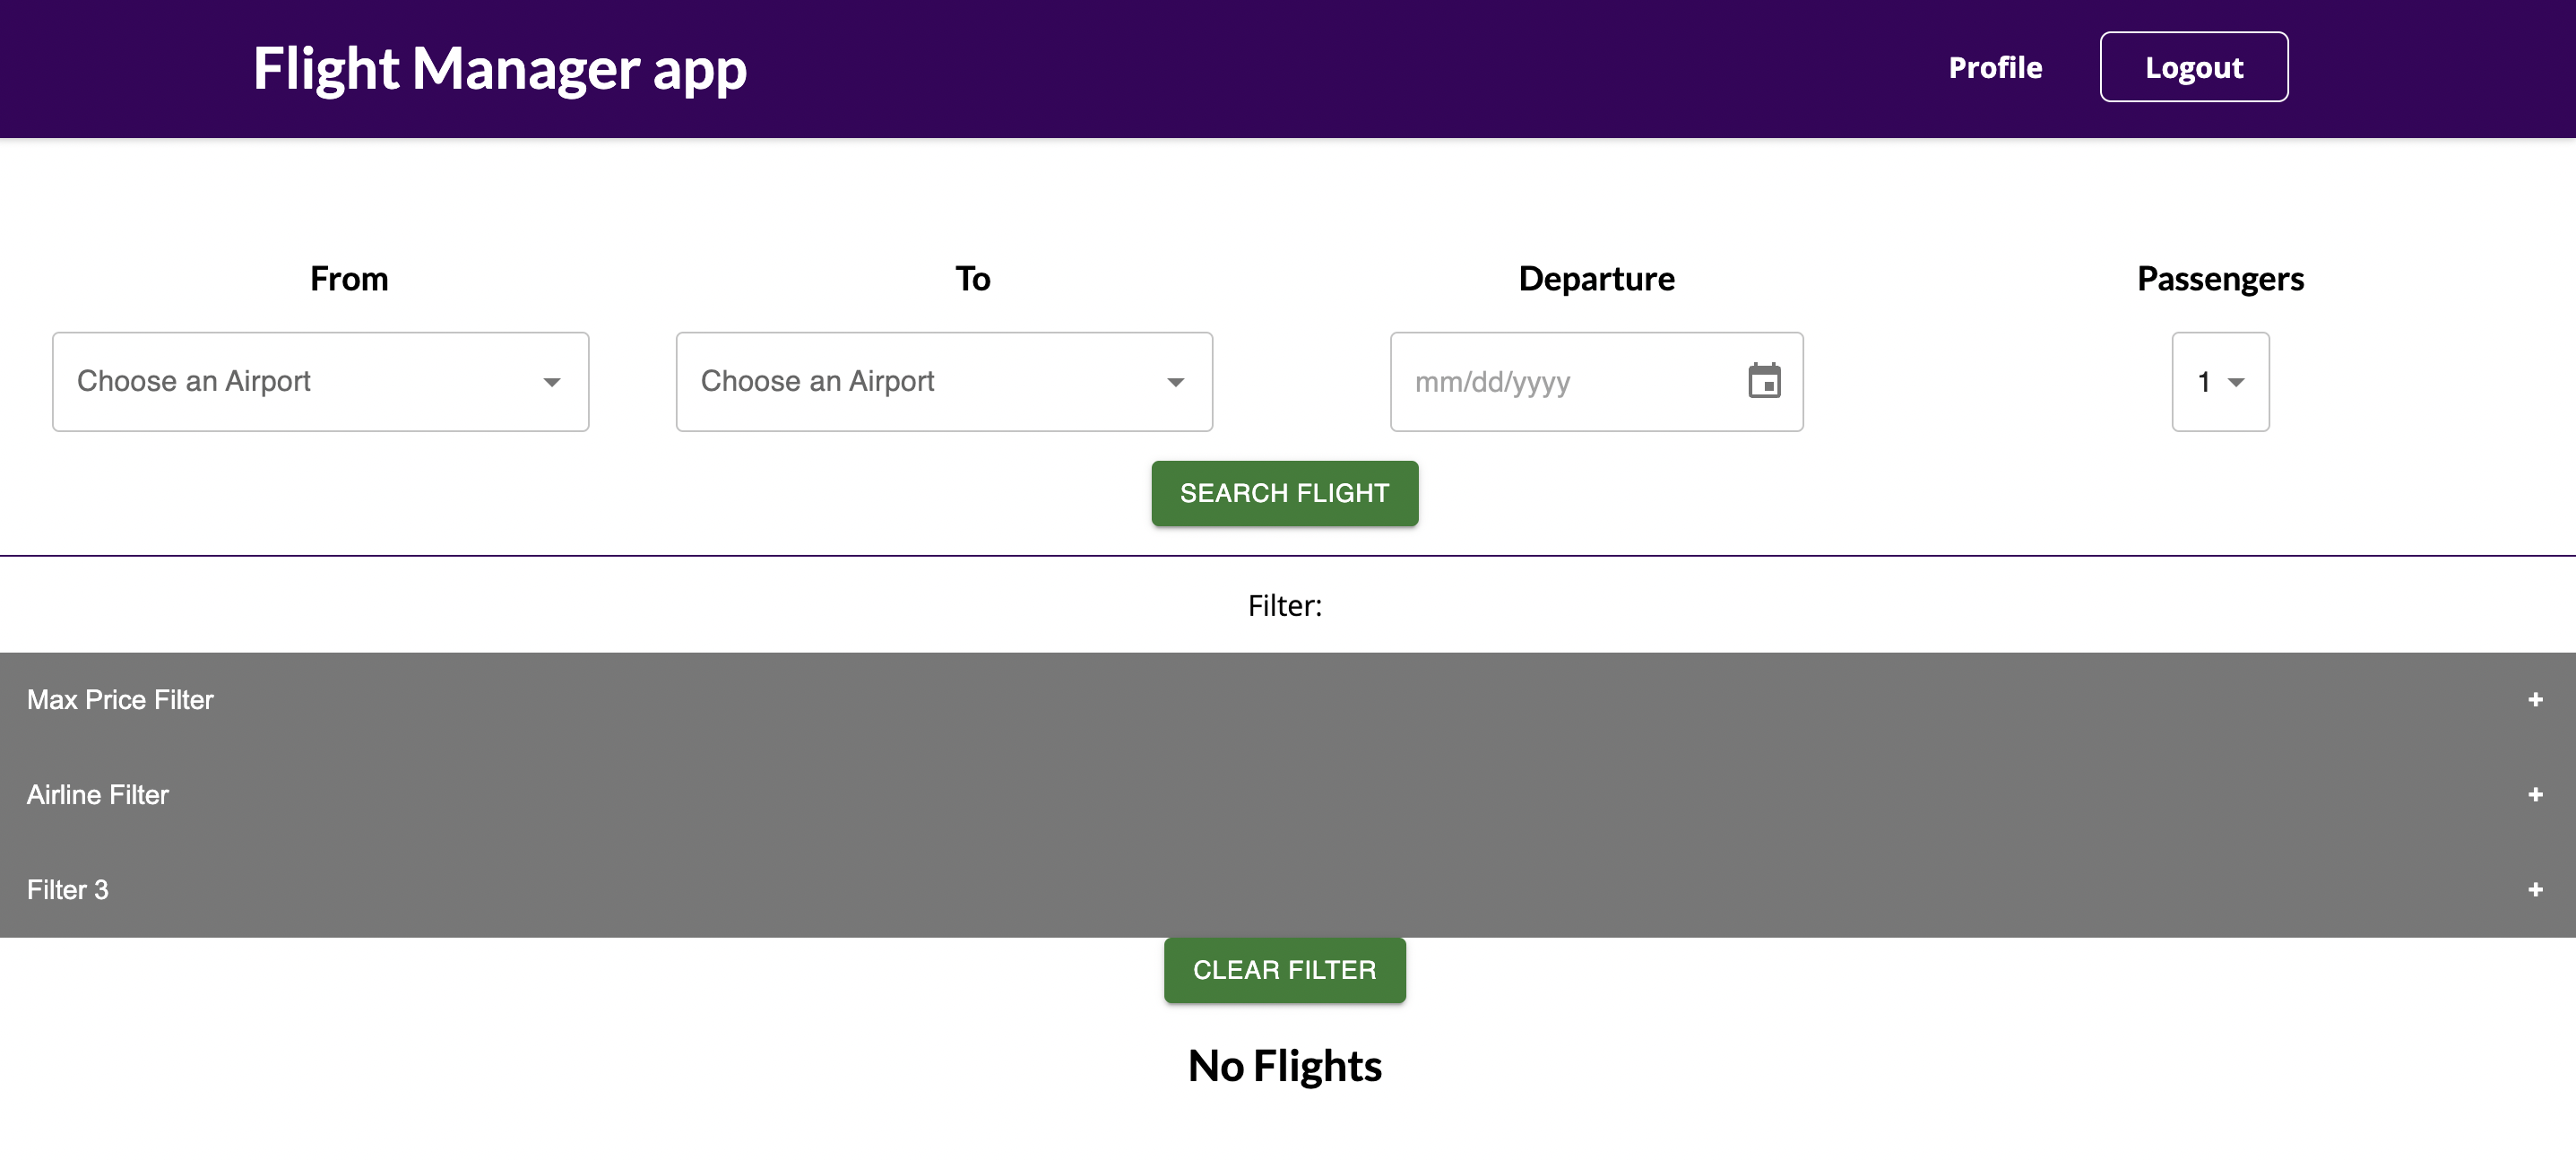 Flight Manager app
Profile
Logout
From
To
Departure
Passengers
Choose an Airport
Choose an Airport
mm/dd/yyyy
1
SEARCH FLIGHT
Filter:
Max Price Filter
+
Airline Filter
+
Filter 3
+
CLEAR FILTER
No Flights